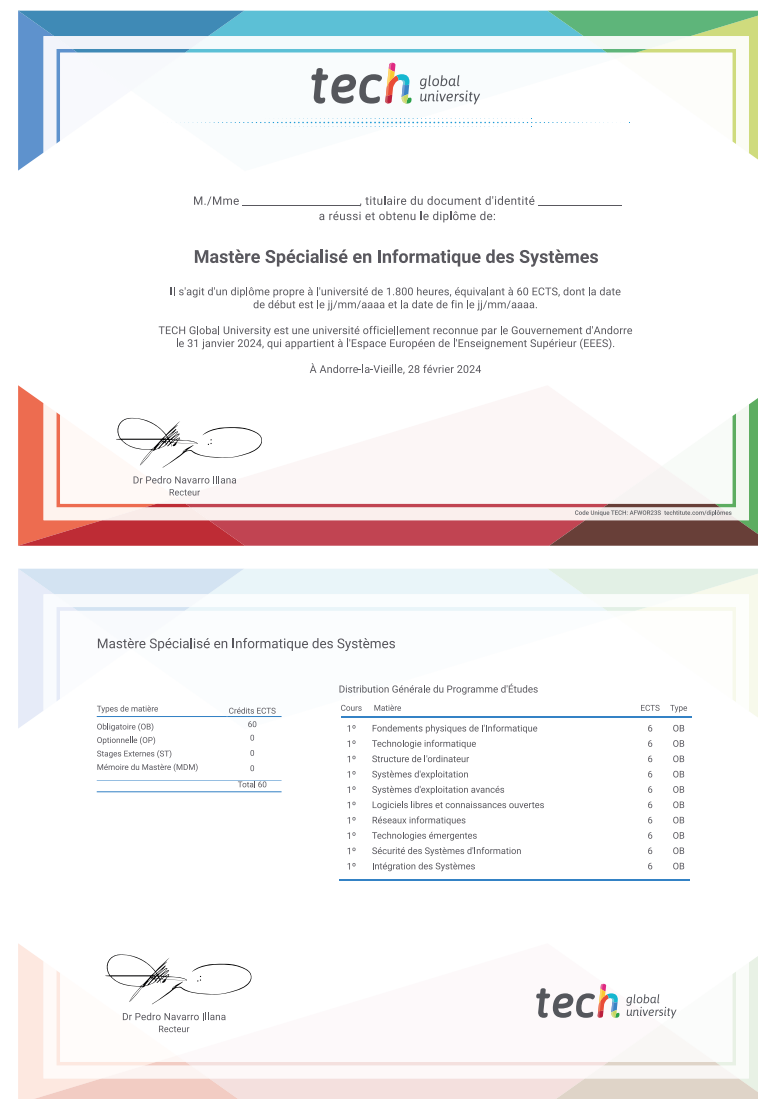 tech global
university
M./Mme ____________________, titulaire du document d'identité ______________
a réussi et obtenu le diplôme de:
Mastère Spécialisé en Informatique des Systèmes
Il s'agit d'un diplôme propre à l'université de 1.800 heures, équivalant à 60 ECTS, dont la date
de début est le jj/mm/aaaa et la date de fin le jj/mm/aaaa.
TECH Global University est une université officiellement reconnue par le Gouvernement d'Andorre
le 31 janvier 2024, qui appartient à l'Espace Européen de l'Enseignement Supérieur (EEES).
À Andorre-la-Vieille, 28 février 2024
Dr Pedro Navarro Illana
Recteur
Code Unique TECH: AFWOR23S techtitute.com/diplômes
Mastère Spécialisé en Informatique des Systèmes
Types de matière Crédits ECTS
Obligatoire (OB) 60
Optionnelle (OP) 0
Stages Externes (ST) 0
Mémoire du Mastère (MDM) 0
Total 60
Distribution Générale du Programme d'Études
Cours Matière ECTS Type
1º Fondements physiques de l'Informatique 6 OB
1º Technologie informatique 6 OB
1º Structure de l'ordinateur 6 OB
1º Systèmes d'exploitation 6 OB
1º Systèmes d'exploitation avancés 6 OB
1º Logiciels libres et connaissances ouvertes 6 OB
1º Réseaux informatiques 6 OB
1º Technologies émergentes 6 OB
1º Sécurité des Systèmes d'Information 6 OB
1º Intégration des Systèmes 6 OB
Dr Pedro Navarro Illana
Recteur
tech global
university